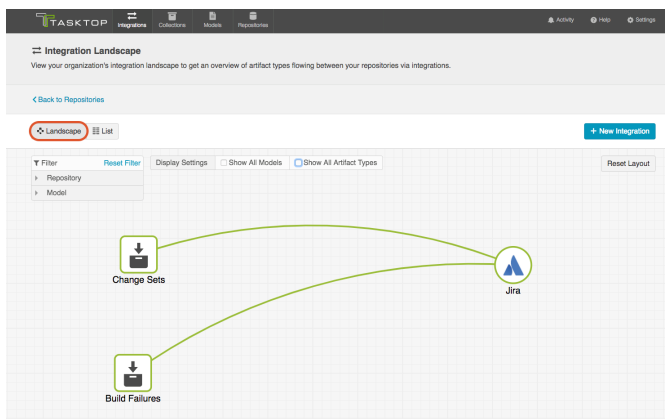 TASKTOP
Integrations Collections Models Repositories
Activity Help Settings
Integration Landscape
View your organization's integration landscape to get an overview of artifact types flowing between your repositories via integrations.
Back to Repositories
Landscape List
+ New Integration
Filter Reset Filter Display Settings Show All Models Show All Artifact Types Reset Layout
Repository
Model
Change Sets
Jira
Build Failures